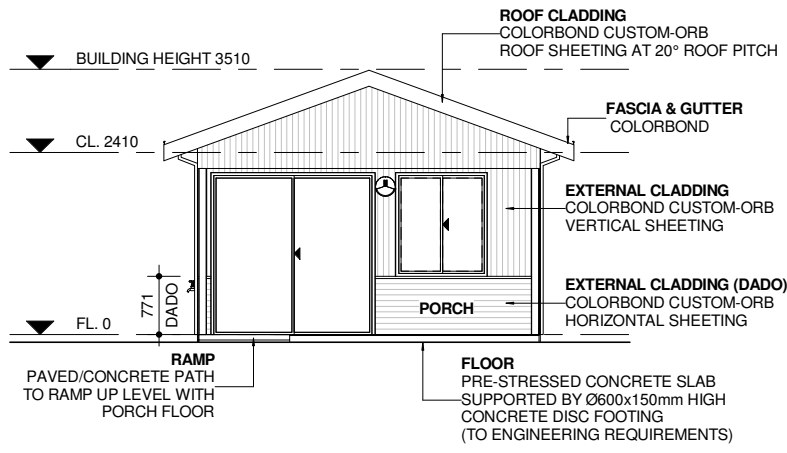 ROOF CLADDING
COLORBOND CUSTOM-ORB
ROOF SHEETING AT 20° ROOF PITCH
BUILDING HEIGHT 3510
FASCIA & GUTTER
COLORBOND
CL. 2410
EXTERNAL CLADDING
COLORBOND CUSTOM-ORB
VERTICAL SHEETING
EXTERNAL CLADDING (DADO)
COLORBOND CUSTOM-ORB
HORIZONTAL SHEETING
771
DADO
PORCH
FL. 0
RAMP
PAVED/CONCRETE PATH
TO RAMP UP LEVEL WITH
PORCH FLOOR
FLOOR
PRE-STRESSED CONCRETE SLAB
SUPPORTED BY Ø600x150mm HIGH
CONCRETE DISC FOOTING
(TO ENGINEERING REQUIREMENTS)